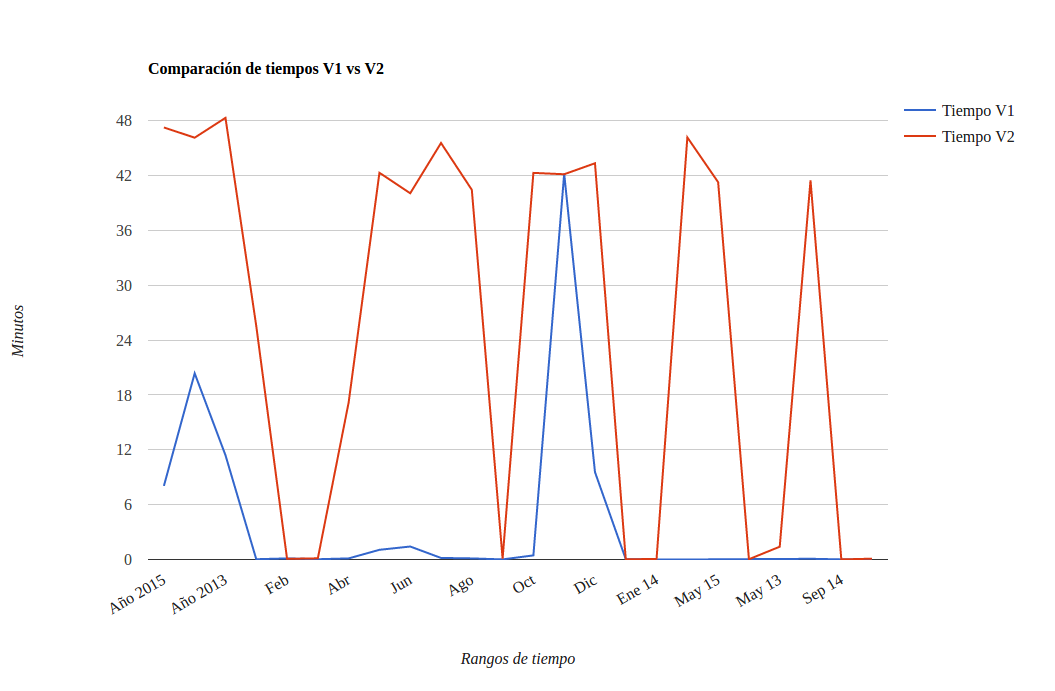 Comparación de tiempos V1 vs V2
Tiempo V1
Tiempo V2
48
42
36
30
24
18
12
6
0
Minutos
Año 2015
Año 2013
Feb
Abr
Jun
Ago
Oct
Dic
Ene 14
May 15
May 13
Sep 14
Rangos de tiempo